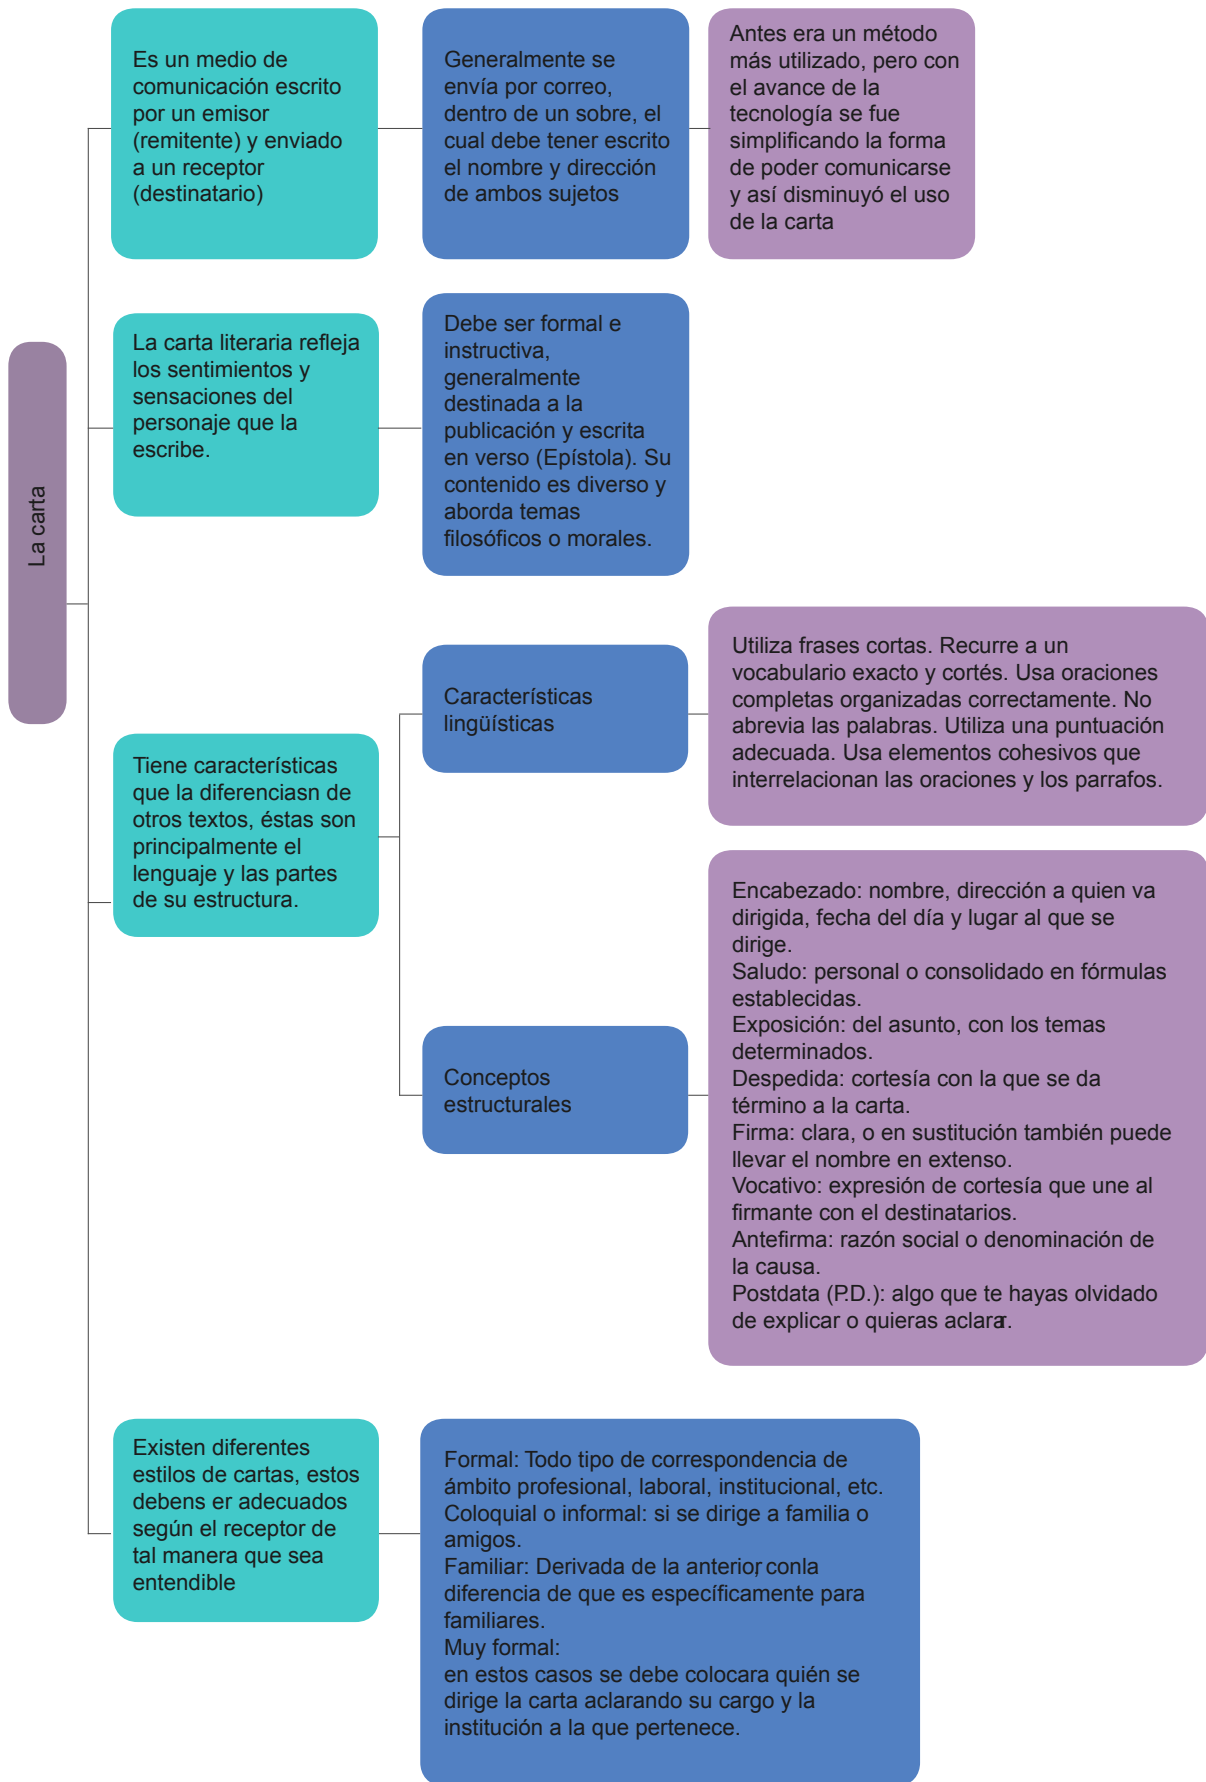 La carta
Es un medio de
comunicación escrito
por un emisor
(remitente) y enviado
a un receptor
(destinatario)
Generalmente se
envía por correo,
dentro de un sobre, el
cual debe tener escrito
el nombre y dirección
de ambos sujetos
Antes era un método
más utilizado, pero con
el avance de la
tecnología se fue
simplificando la forma
de poder comunicarse
y así disminuyó el uso
de la carta
La carta literaria refleja
los sentimientos y
sensaciones del
personaje que la
escribe.
Debe ser formal e
instructiva,
generalmente
destinada a la
publicación y escrita
en verso (Epístola). Su
contenido es diverso y
aborda temas
filosóficos o morales.
Tiene características
que la diferenciasn de
otros textos, éstas son
principalmente el
lenguaje y las partes
de su estructura.
Características
lingüísticas
Utiliza frases cortas. Recurre a un
vocabulario exacto y cortés. Usa oraciones
completas organizadas correctamente. No
abrevia las palabras. Utiliza una puntuación
adecuada. Usa elementos cohesivos que
interrelacionan las oraciones y los parrafos.
Conceptos
estructurales
Encabezado: nombre, dirección a quien va
dirigida, fecha del día y lugar al que se
dirige.
Saludo: personal o consolidado en fórmulas
establecidas.
Exposición: del asunto, con los temas
determinados.
Despedida: cortesía con la que se da
término a la carta.
Firma: clara, o en sustitución también puede
llevar el nombre en extenso.
Vocativo: expresión de cortesía que une al
firmante con el destinatarios.
Antefirma: razón social o denominación de
la causa.
Postdata (P.D.): algo que te hayas olvidado
de explicar o quieras aclarar.
Existen diferentes
estilos de cartas, estos
debens er adecuados
según el receptor de
tal manera que sea
entendible
Formal: Todo tipo de correspondencia de
ámbito profesional, laboral, institucional, etc.
Coloquial o informal: si se dirige a familia o
amigos.
Familiar: Derivada de la anterior, conla
diferencia de que es específicamente para
familiares.
Muy formal:
en estos casos se debe colocara quién se
dirige la carta aclarando su cargo y la
institución a la que pertenece.